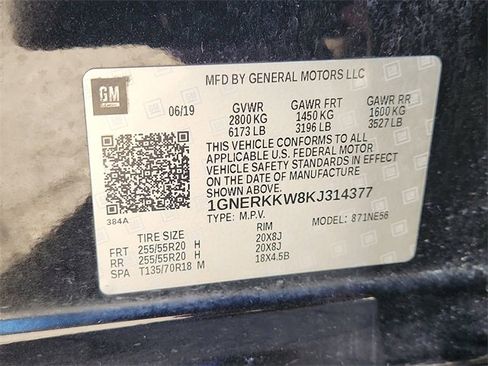 MFD BY GENERAL MOTORS LLC
GM
06/19 GVWR GAWR FRT GAWR RR
2800 KG 1450 KG 1600 KG
6173 LB 3196 LB 3527 LB
THIS VEHICLE CONFORMS TO ALL
APPLICABLE U.S. FEDERAL MOTOR
VEHICLE SAFETY STANDARDS IN EFFECT
ON THE DATE OF MANUFACTURE
SHOWN ABOVE.
1GNERKKW8KJ314377
384A TYPE: M.P.V. 871NE56
TIRE SIZE RIM
FRT 255/55R20 H 20X8J
RR 255/55R20 H 20X8J
SPA T135/70R18 M 18X4.5B